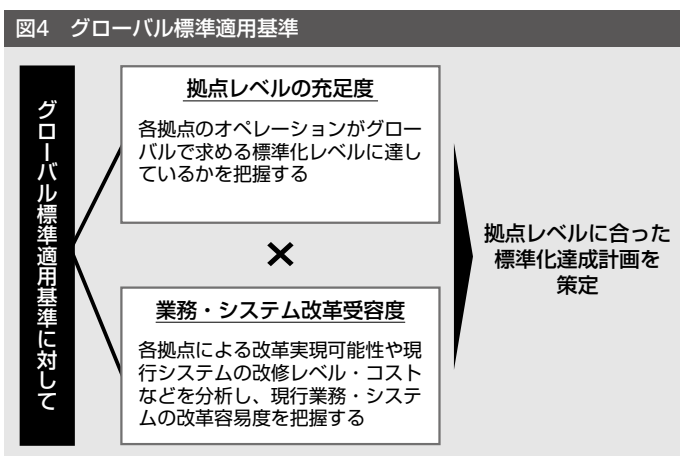 図4 グローバル標準適用基準
グローバル標準適用基準に対して
拠点レベルの充足度
各拠点のオペレーションがグロー
バルで求める標準化レベルに達し
ているかを把握する
×
業務・システム改革受容度
各拠点による改革実現可能性や現
行システムの改修レベル・コスト
などを分析し、現行業務・システ
ムの改革容易度を把握する
拠点レベルに合った
標準化達成計画を
策定